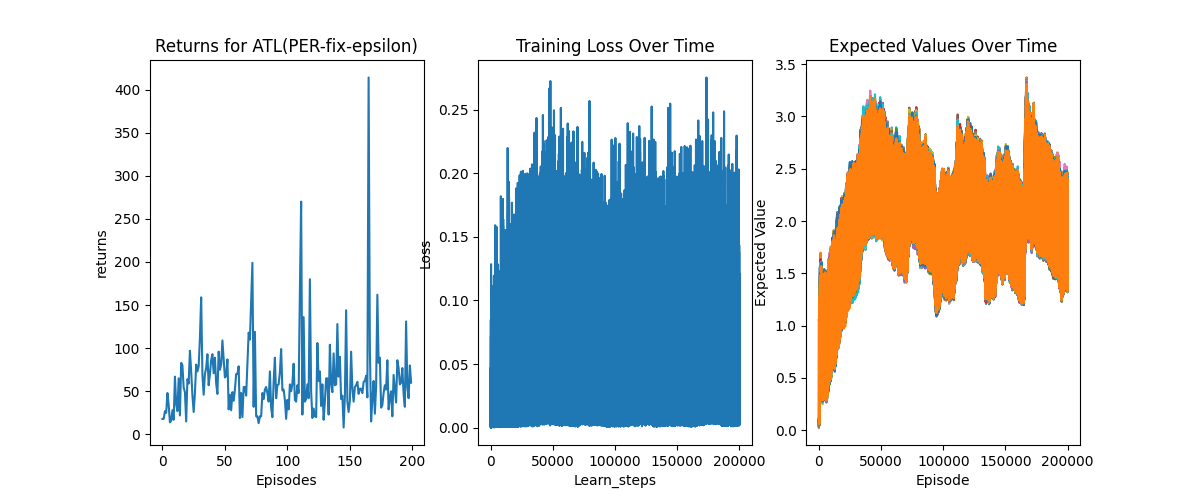 Returns for ATL(PER-fix-epsilon)
returns
400
350
300
250
200
150
100
50
0
0 50 100 150 200
Episodes
Training Loss Over Time
Loss
0.25
0.20
0.15
0.10
0.05
0.00
0 50000 100000 150000 200000
Learn_steps
Expected Values Over Time
Expected Value
3.5
3.0
2.5
2.0
1.5
1.0
0.5
0.0
0 50000 100000 150000 200000
Episode